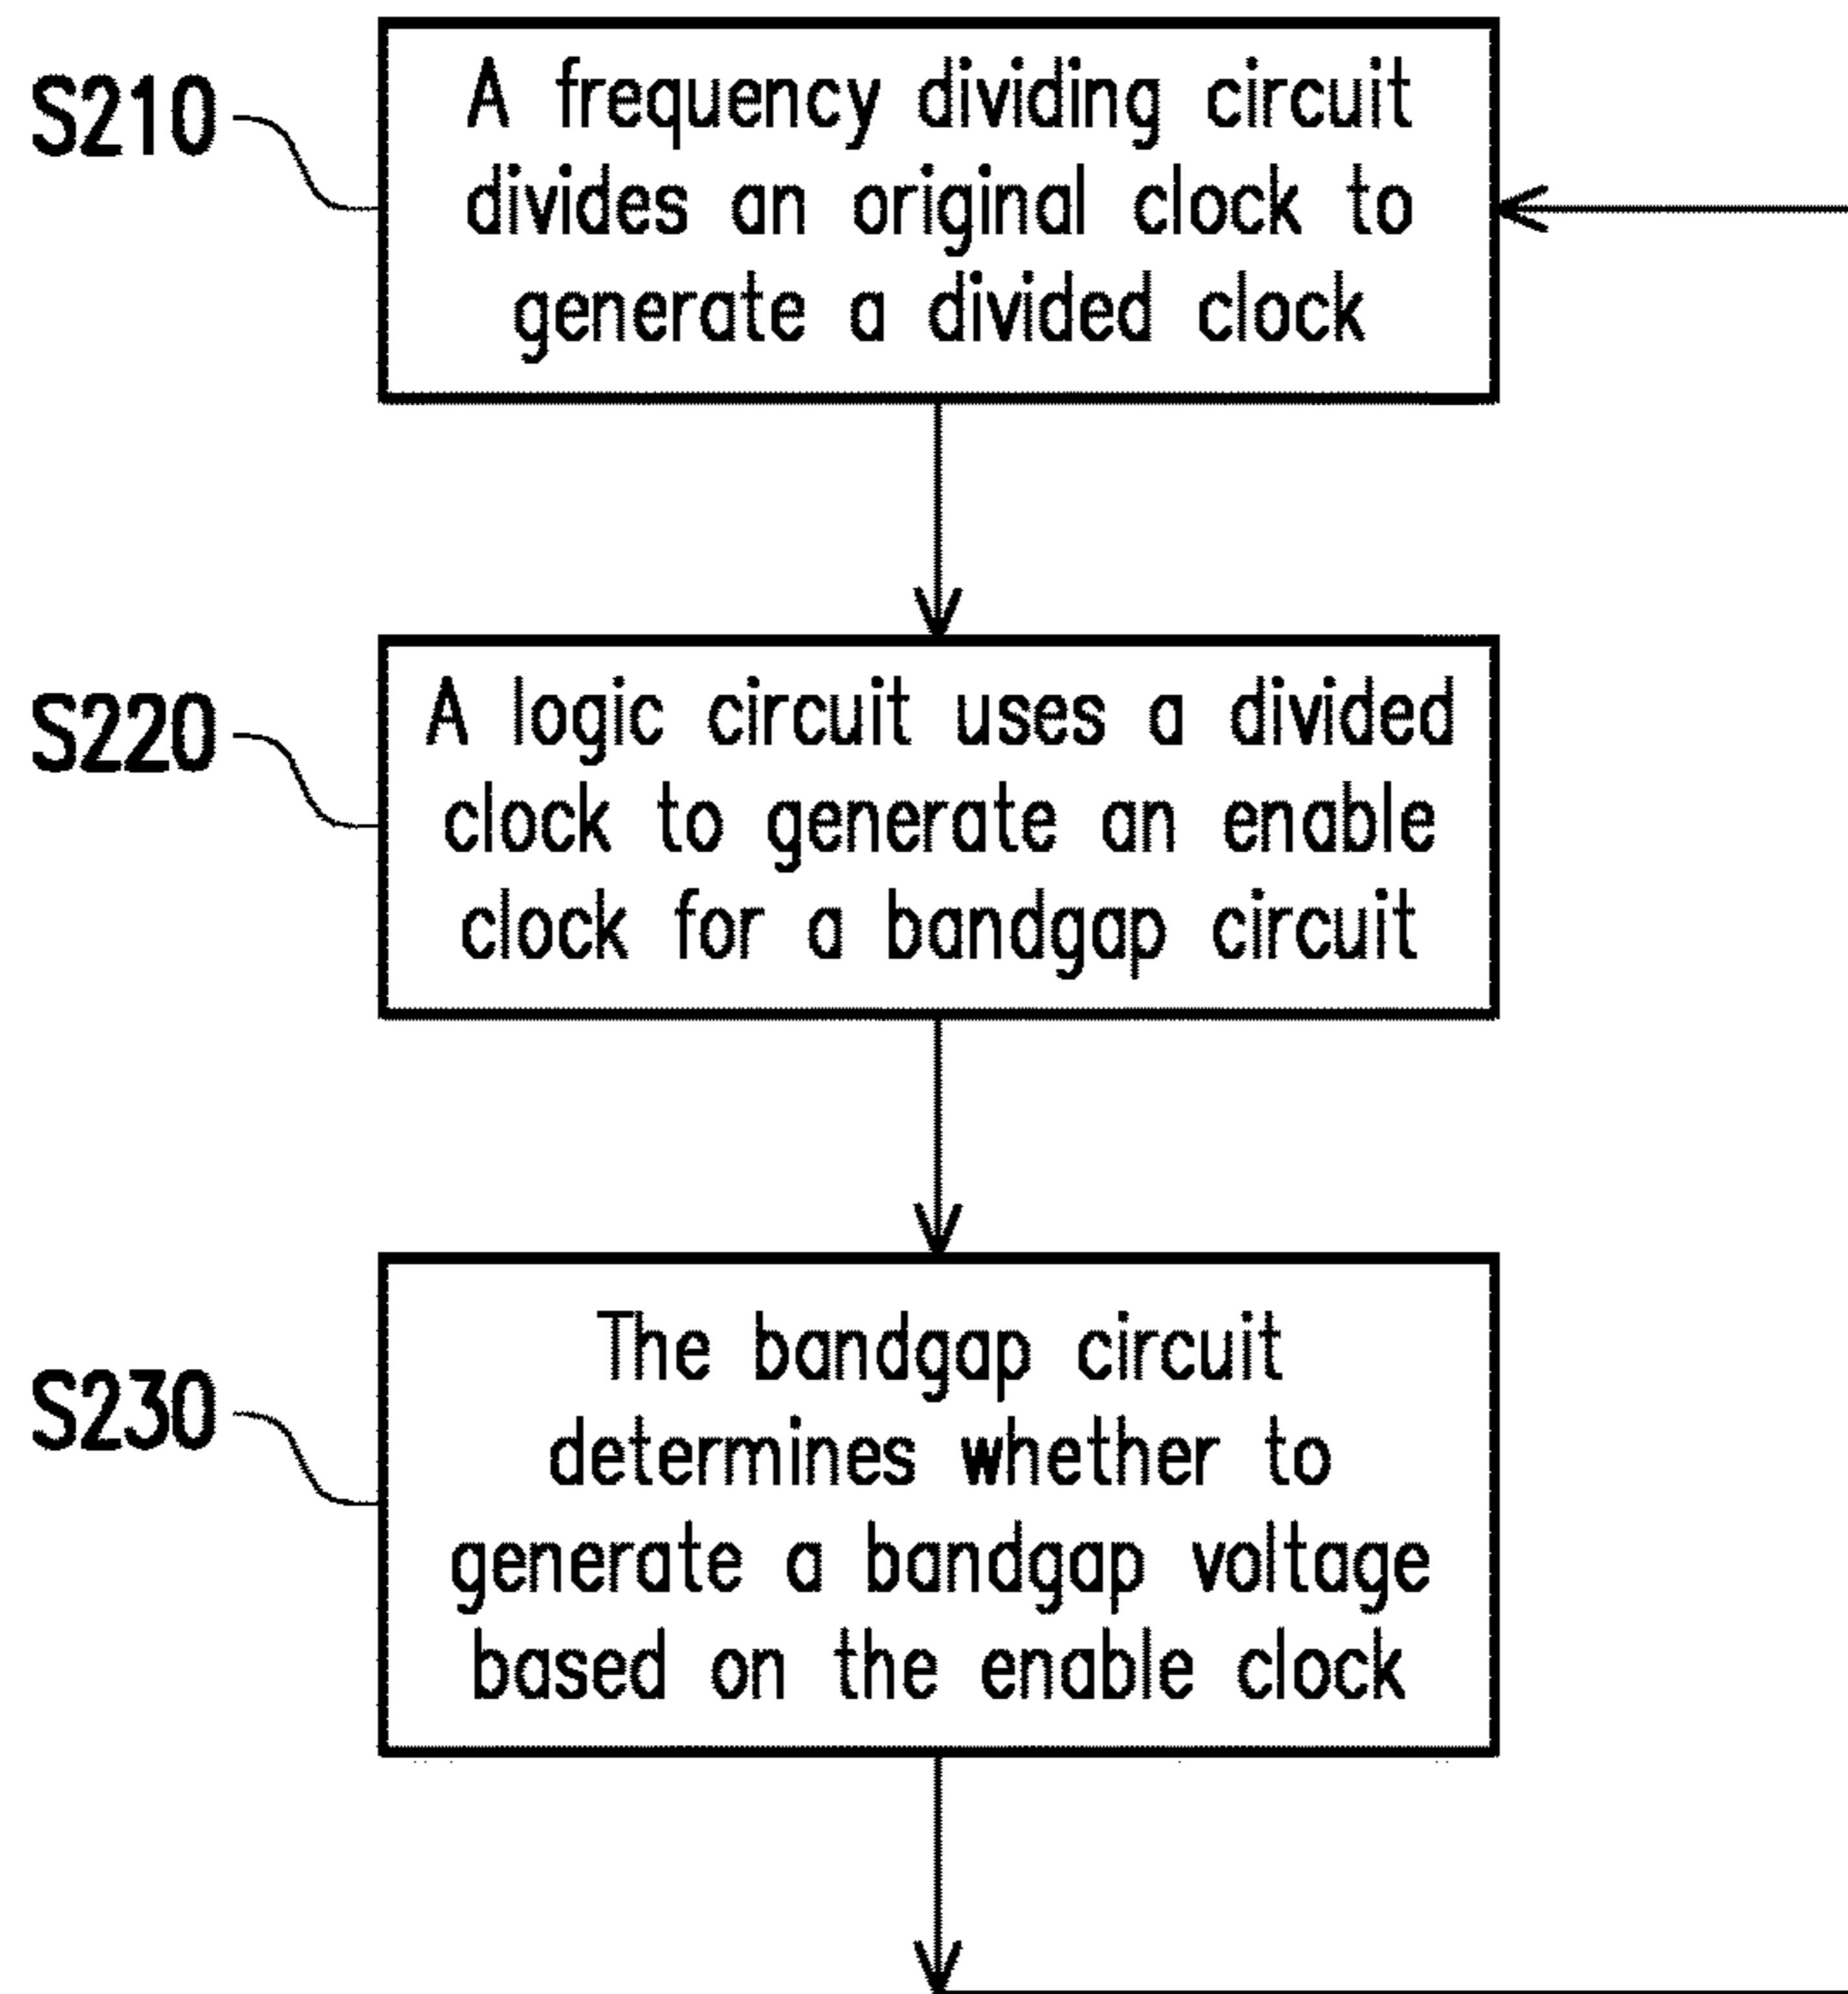 S210
A frequency dividing circuit
divides an original clock to
generate a divided clock
S220
A logic circuit uses a divided
clock to generate an enable
clock for a bandgap circuit
S230
The bandgap circuit
determines whether to
generate a bandgap voltage
based on the enable clock